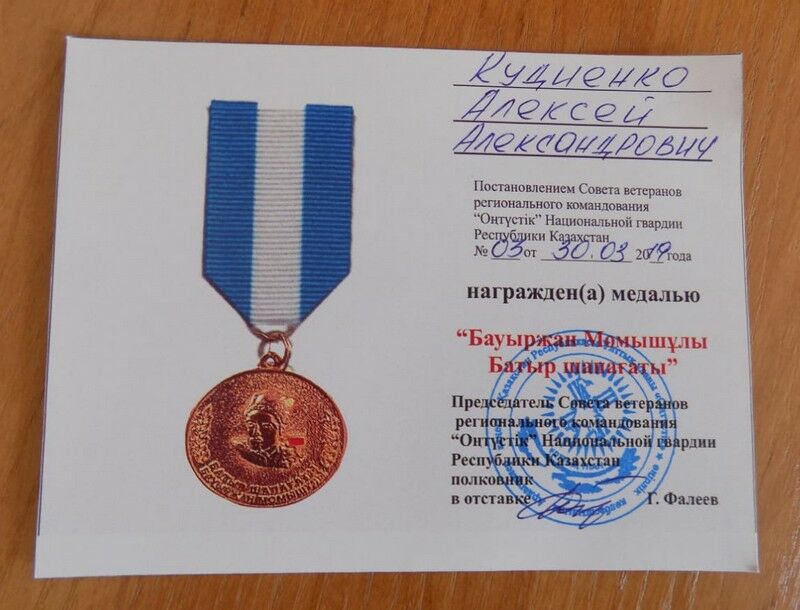 Кудиенко
Алексей
Александрович
Постановлением Совета ветеранов
регионального командования
“Оңтүстік” Национальной гвардии
Республики Казахстан
№ 03 от 30.03 2019 года
награжден(а) медалью
“Бауыржан Момышұлы
Батыр шапағаты”
Председатель Совета ветеранов
регионального командования
“Оңтүстік” Национальной гвардии
Республики Казахстан
полковник
в отставке Г. Фалеев